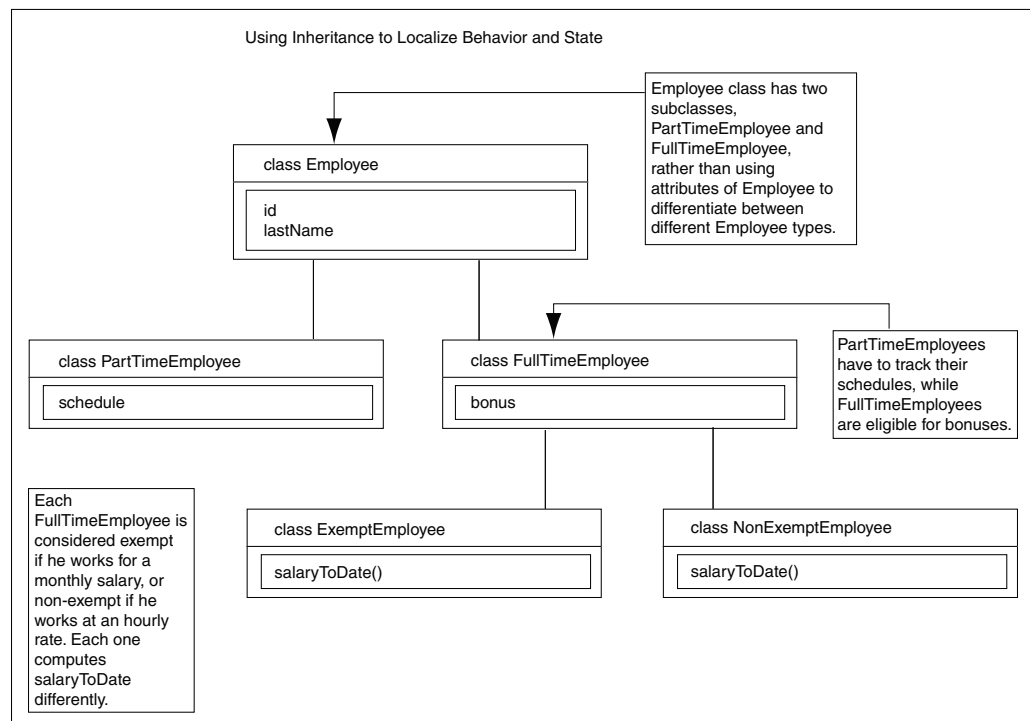 Using Inheritance to Localize Behavior and State
Employee class has two
subclasses,
PartTimeEmployee and
FullTimeEmployee,
rather than using
attributes of Employee to
differentiate between
different Employee types.
class Employee
id
lastName
class PartTimeEmployee
schedule
class FullTimeEmployee
bonus
PartTimeEmployees
have to track their
schedules, while
FullTimeEmployees
are eligible for bonuses.
Each
FullTimeEmployee is
considered exempt
if he works for a
monthly salary, or
non-exempt if he
works at an hourly
rate. Each one
computes
salaryToDate
differently.
class ExemptEmployee
salaryToDate()
class NonExemptEmployee
salaryToDate()